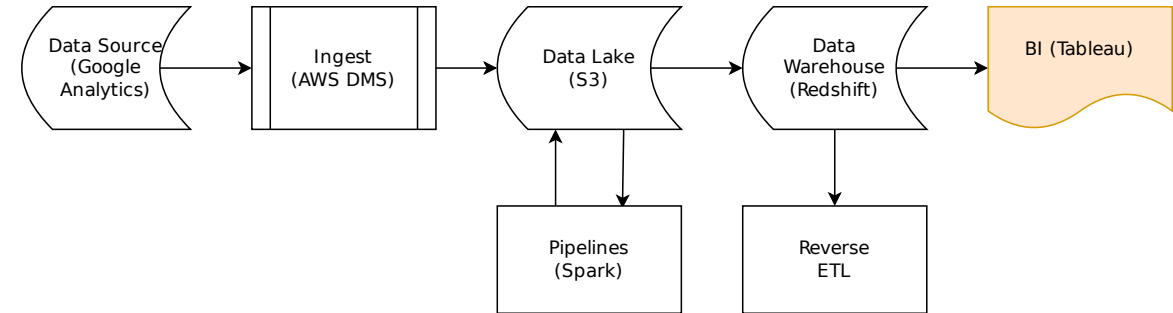 Data Source
(Google
Analytics)
Ingest
(AWS DMS)
Data Lake
(S3)
Data
Warehouse
(Redshift)
BI (Tableau)
Pipelines
(Spark)
Reverse
ETL